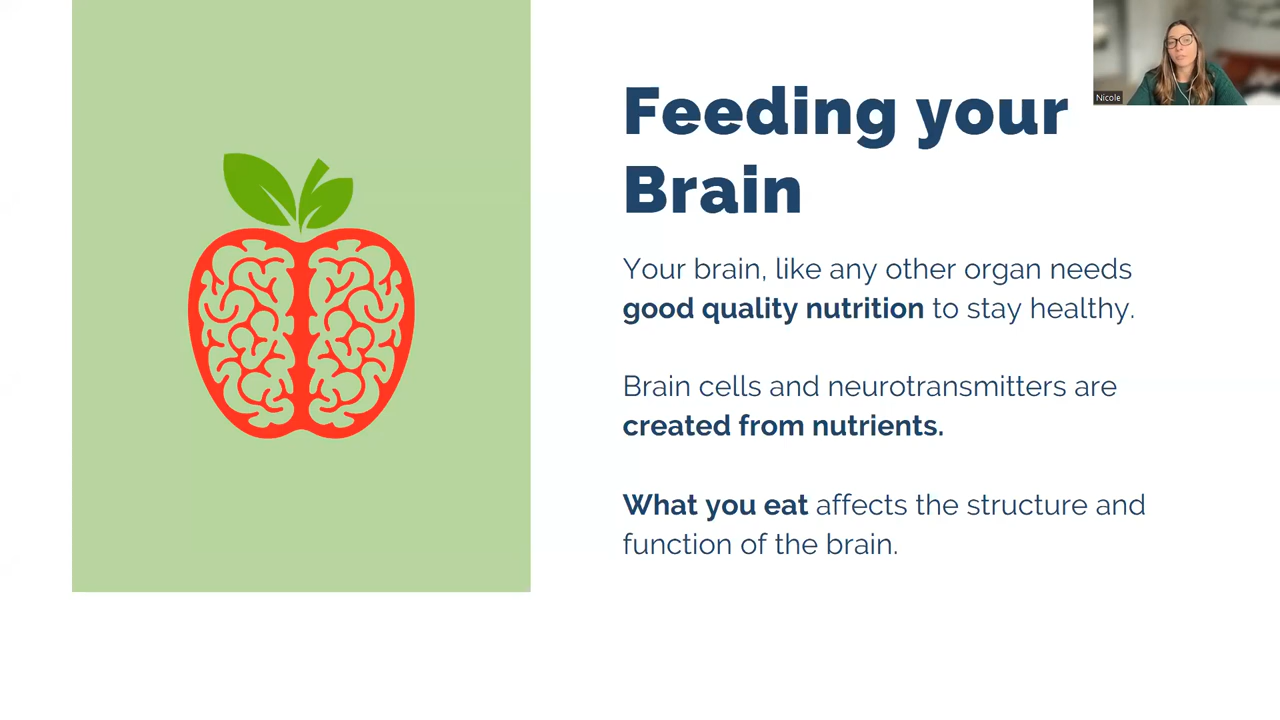 Nicole
Feeding your
Brain
Your brain, like any other organ needs
good quality nutrition to stay healthy.
Brain cells and neurotransmitters are
created from nutrients.
What you eat affects the structure and
function of the brain.